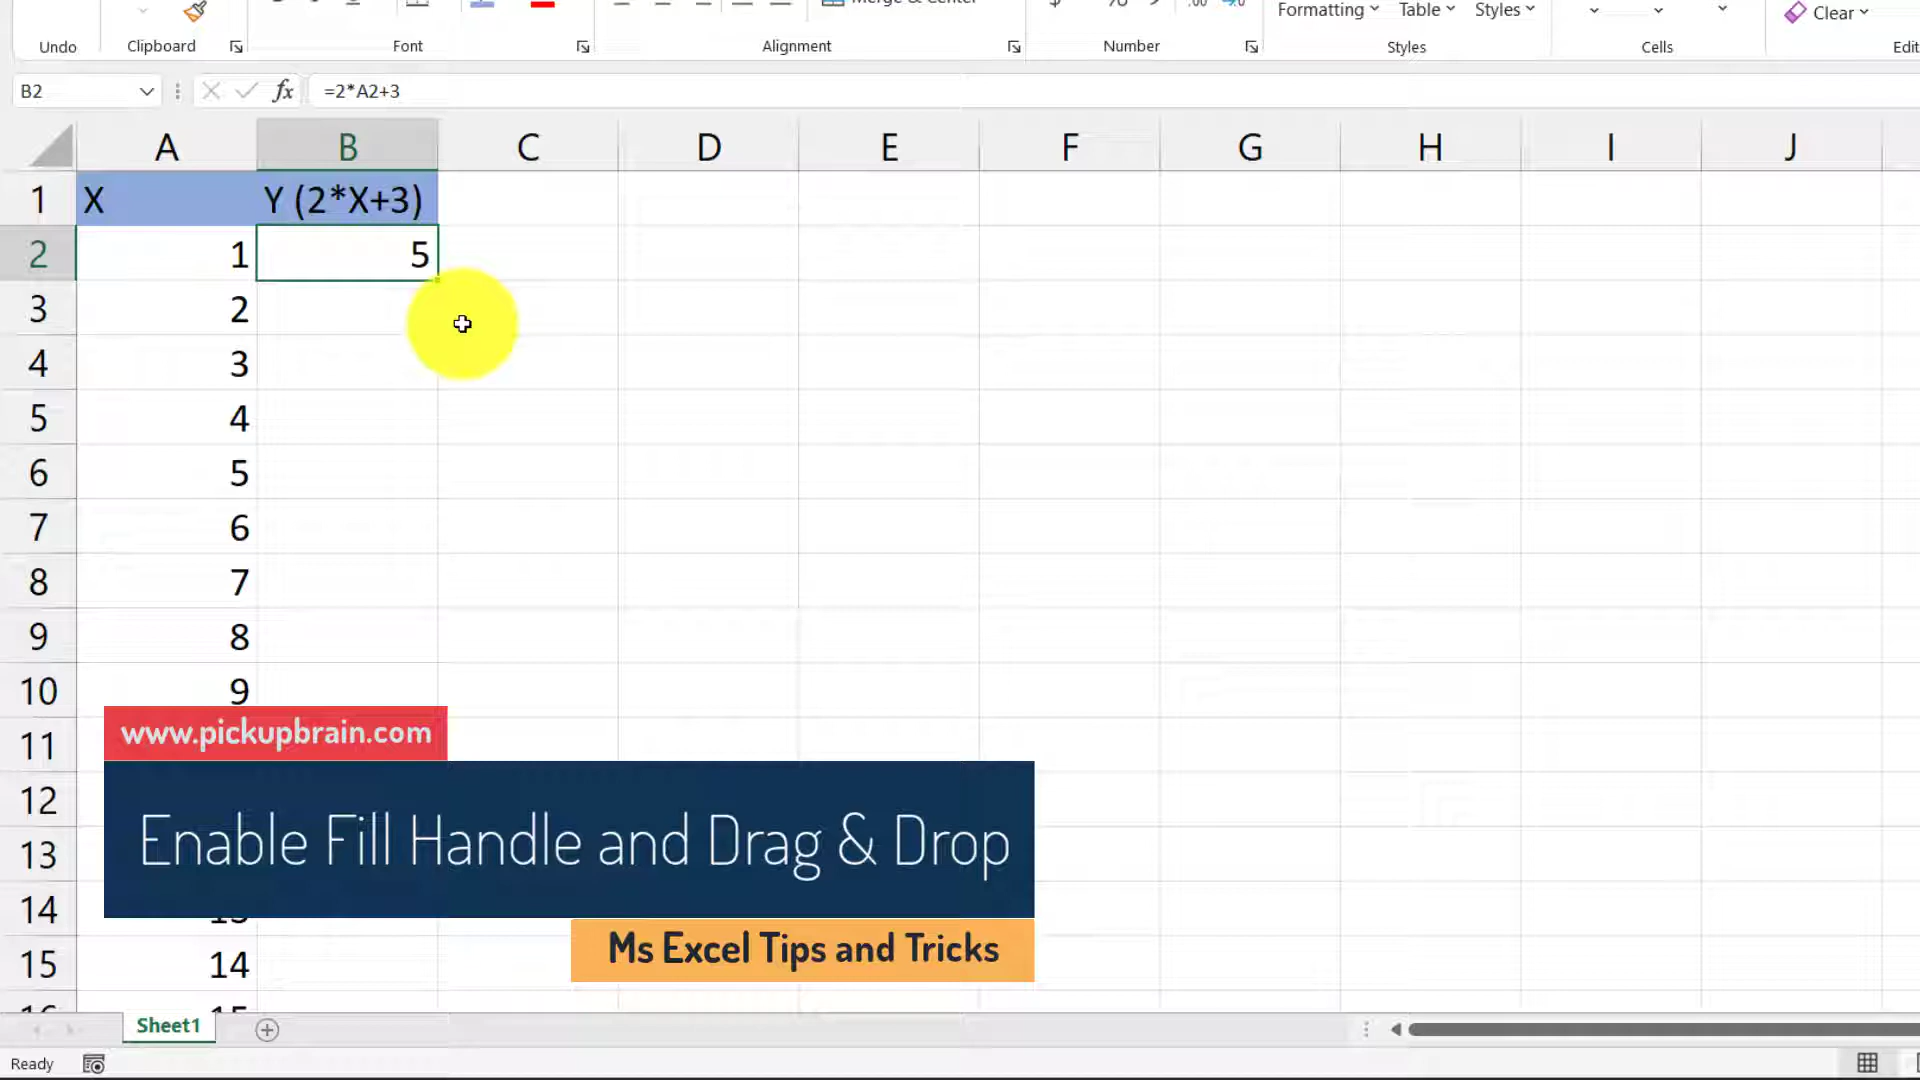 Merge & Center
Formatting Table Styles
Clear
Undo Clipboard Font Alignment Number Styles Cells Edit
B2 fx =2*A2+3
A B C D E F G H I J
1 X Y (2*X+3)
2 1 5
3 2
4 3
5 4
6 5
7 6
8 7
9 8
10 9
11
www.pickupbrain.com
12
13
Enable Fill Handle and Drag & Drop
14
Ms Excel Tips and Tricks
15 14
Sheet1
Ready